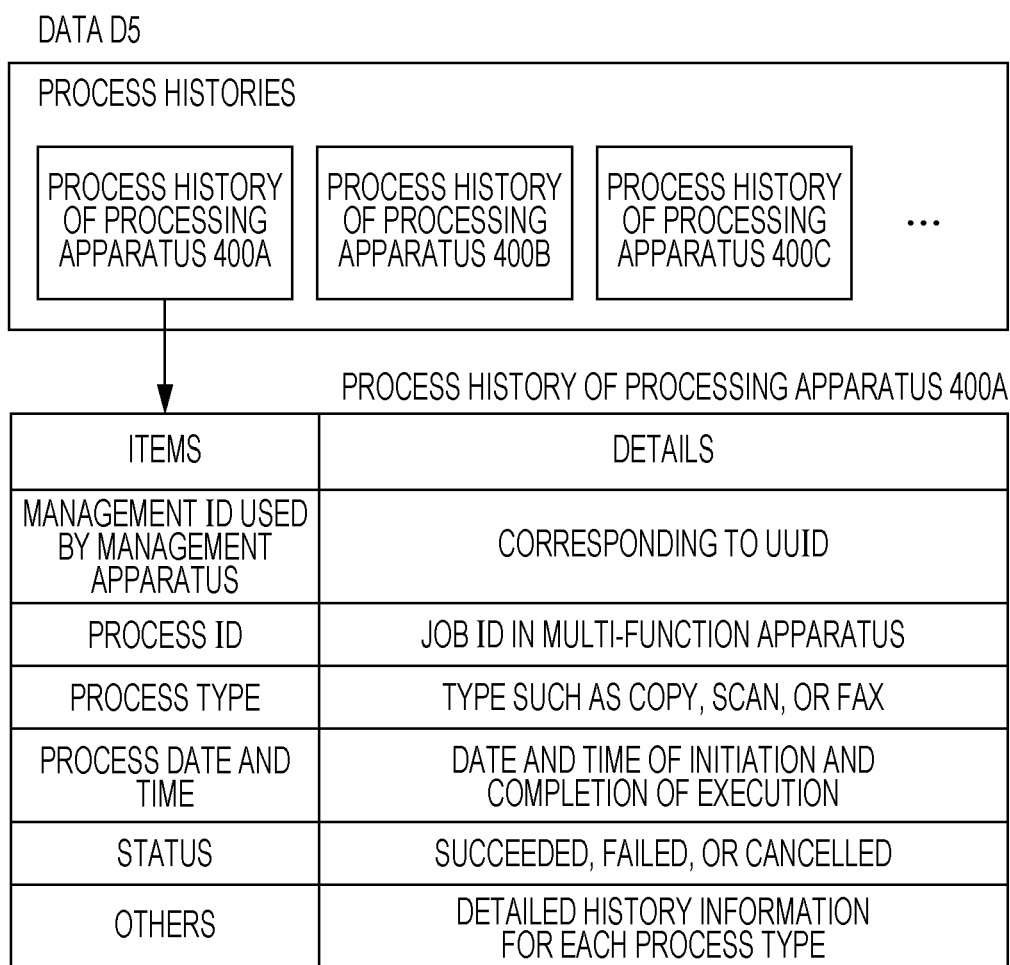 DATA D5
PROCESS HISTORIES
PROCESS HISTORY
OF PROCESSING
APPARATUS 400A
PROCESS HISTORY
OF PROCESSING
APPARATUS 400B
PROCESS HISTORY
OF PROCESSING
APPARATUS 400C
...
PROCESS HISTORY OF PROCESSING APPARATUS 400A
ITEMS
DETAILS
MANAGEMENT ID USED
BY MANAGEMENT
APPARATUS
CORRESPONDING TO UUID
PROCESS ID
JOB ID IN MULTI-FUNCTION APPARATUS
PROCESS TYPE
TYPE SUCH AS COPY, SCAN, OR FAX
PROCESS DATE AND
TIME
DATE AND TIME OF INITIATION AND
COMPLETION OF EXECUTION
STATUS
SUCCEEDED, FAILED, OR CANCELLED
OTHERS
DETAILED HISTORY INFORMATION
FOR EACH PROCESS TYPE